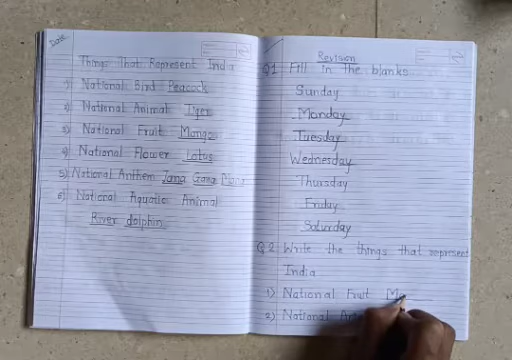 Date
Things That Represent India
1) National Bird Peacock
2) National Animal Tiger
3) National Fruit Mango
4) National Flower Lotus
5) National Anthem Jana Gana Mana
6) National Aquatic Animal
River dolphin
Revision
Q1 Fill in the blanks
Sunday
Monday
Tuesday
Wednesday
Thursday
Friday
Saturday
Q2 Write the things that represent
India
1) National Fruit Ma
2) National